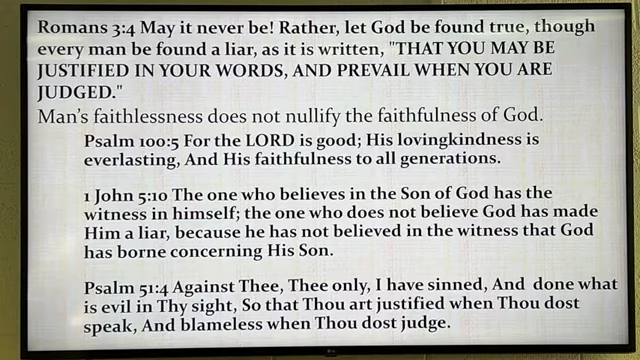 Romans 3:4 May it never be! Rather, let God be found true, though
every man be found a liar, as it is written, "THAT YOU MAY BE
JUSTIFIED IN YOUR WORDS, AND PREVAIL WHEN YOU ARE
JUDGED."
Man's faithlessness does not nullify the faithfulness of God.
Psalm 100:5 For the LORD is good; His lovingkindness is
everlasting, And His faithfulness to all generations.
1 John 5:10 The one who believes in the Son of God has the
witness in himself; the one who does not believe God has made
Him a liar, because he has not believed in the witness that God
has borne concerning His Son.
Psalm 51:4 Against Thee, Thee only, I have sinned, And done what
is evil in Thy sight, So that Thou art justified when Thou dost
speak, And blameless when Thou dost judge.